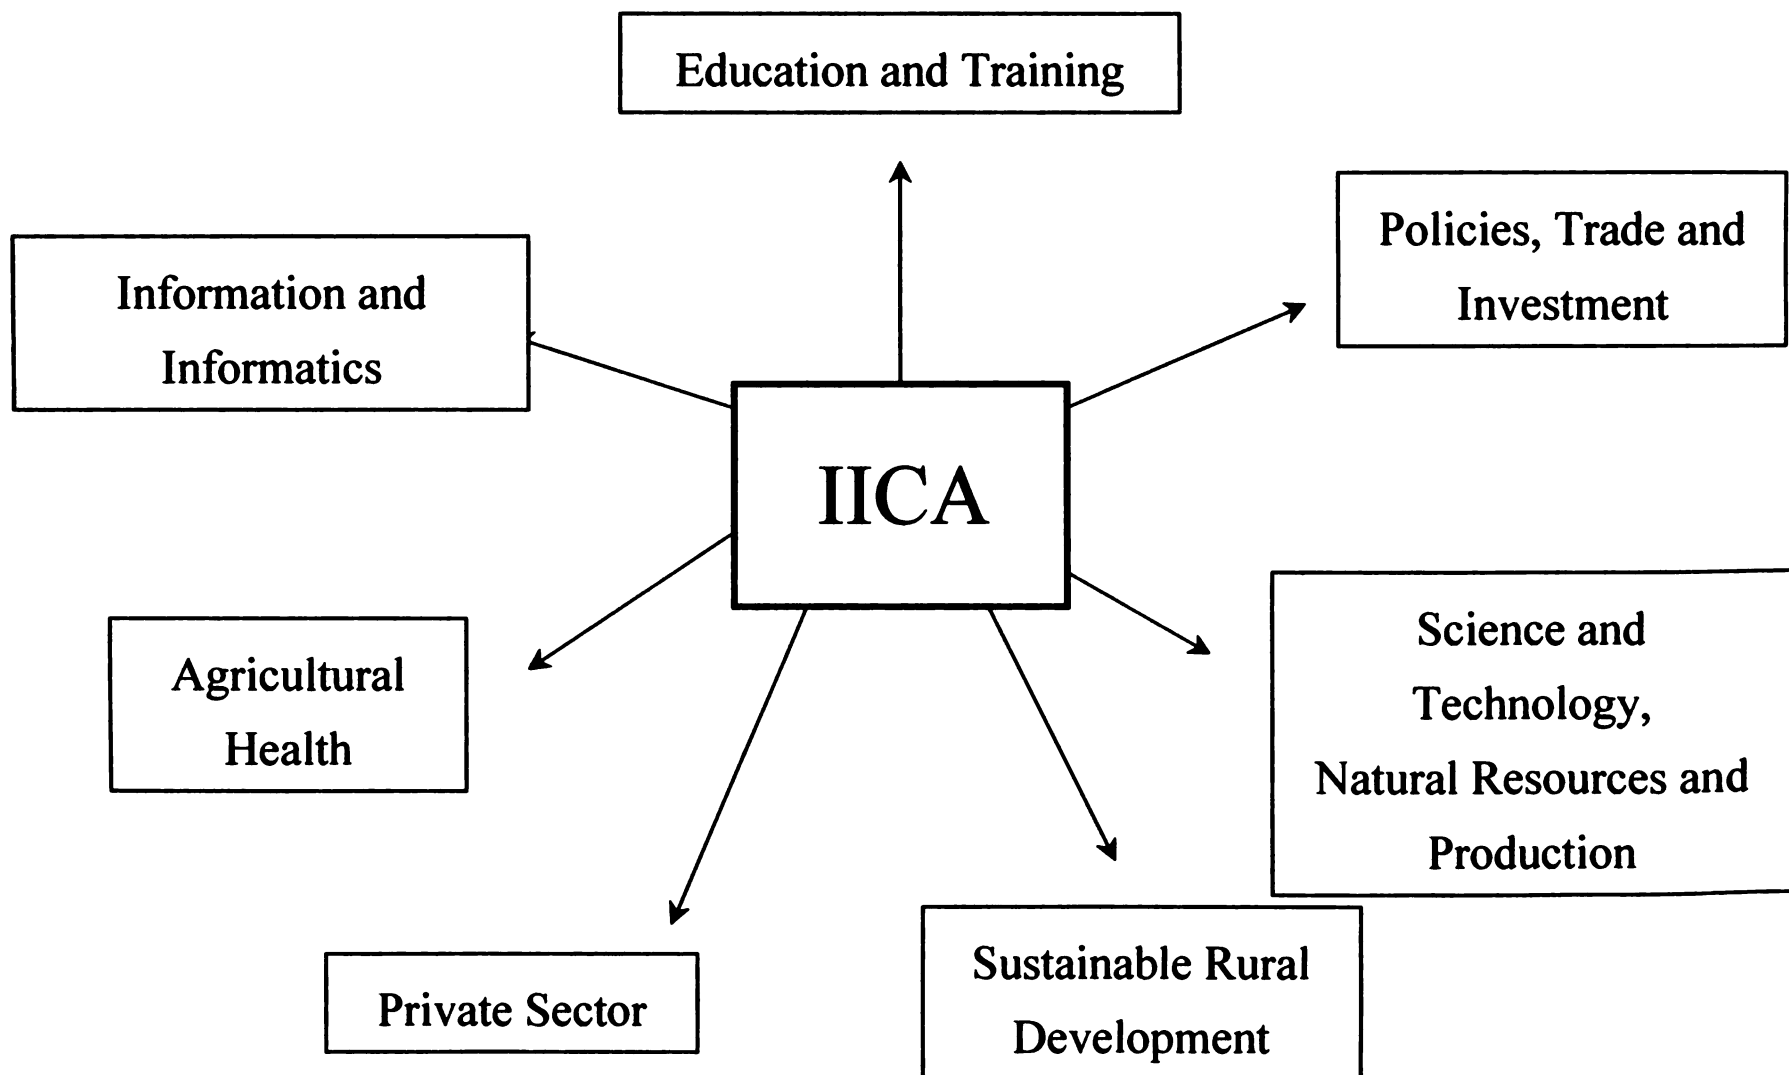 Education and Training
Policies, Trade and
Investment
Information and
Informatics
IICA
Science and
Technology,
Natural Resources and
Production
Agricultural
Health
Sustainable Rural
Development
Private Sector